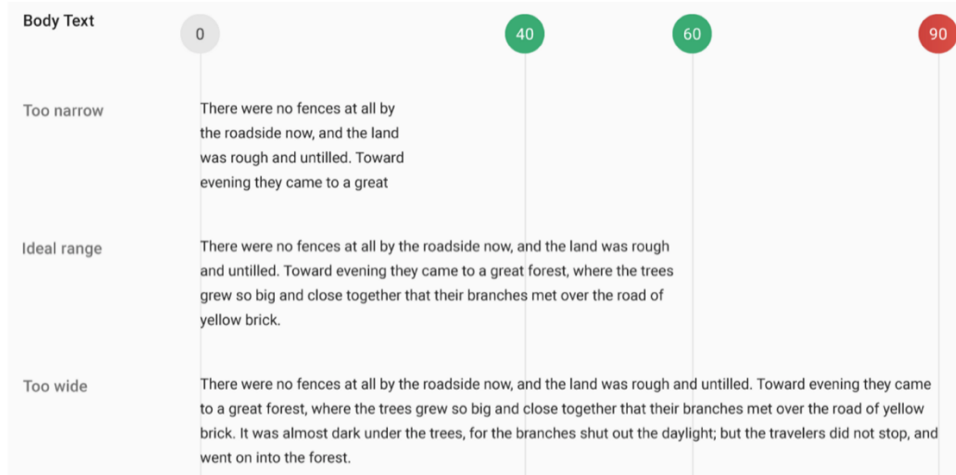 Body Text
0
40
60
90
Too narrow
There were no fences at all by
the roadside now, and the land
was rough and untilled. Toward
evening they came to a great
Ideal range
There were no fences at all by the roadside now, and the land was rough
and untilled. Toward evening they came to a great forest, where the trees
grew so big and close together that their branches met over the road of
yellow brick.
Too wide
There were no fences at all by the roadside now, and the land was rough and untilled. Toward evening they came
to a great forest, where the trees grew so big and close together that their branches met over the road of yellow
brick. It was almost dark under the trees, for the branches shut out the daylight; but the travelers did not stop, and
went on into the forest.